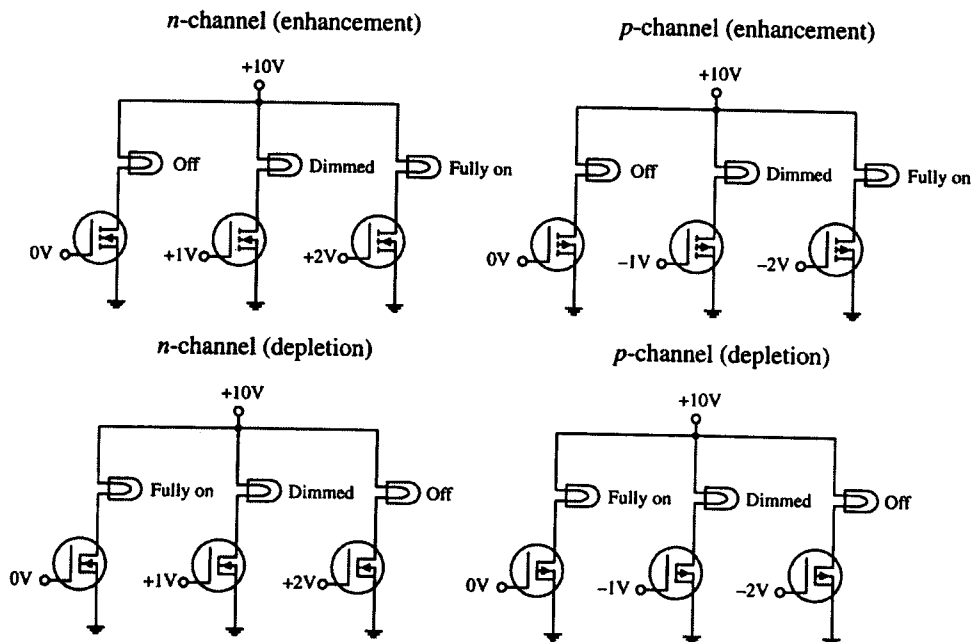 n-channel (enhancement)
+10V
Off
Dimmed
Fully on
0V
+1V
+2V
p-channel (enhancement)
+10V
Off
Dimmed
Fully on
0V
−1V
−2V
n-channel (depletion)
+10V
Fully on
Dimmed
Off
0V
+1V
+2V
p-channel (depletion)
+10V
Fully on
Dimmed
Off
0V
−1V
−2V